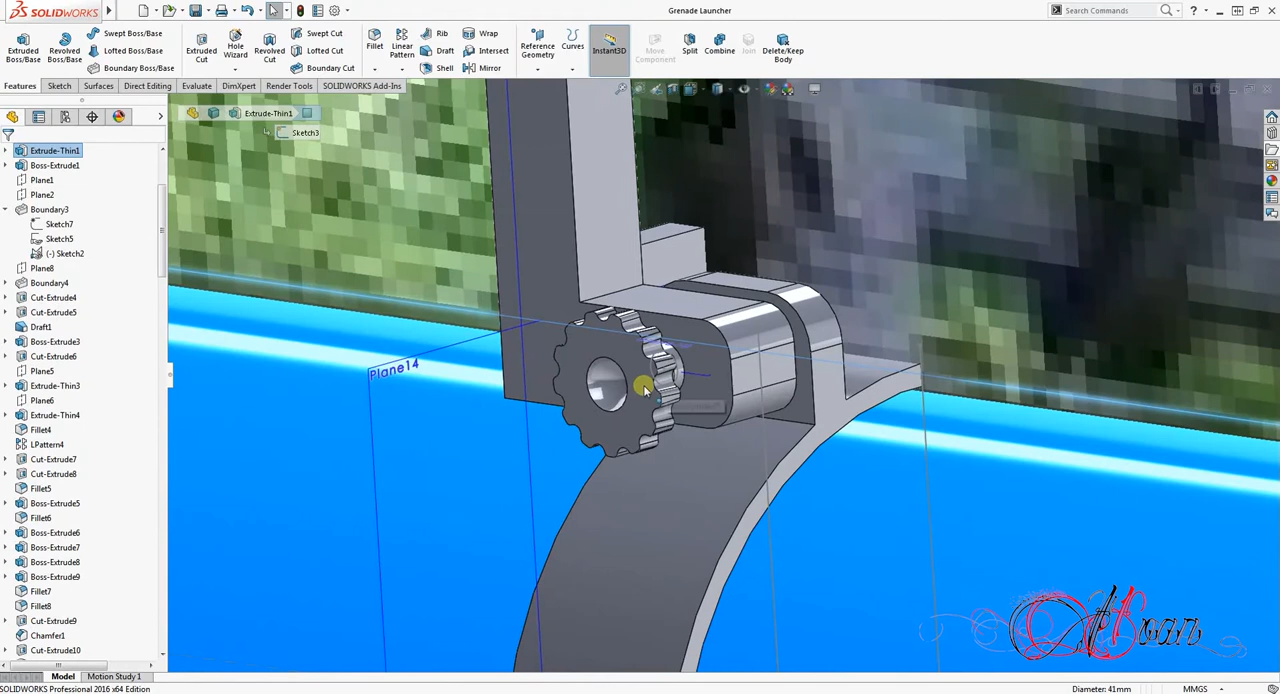 SOLIDWORKS
Grenade Launcher
Search Commands
Extruded Boss/Base
Revolved Boss/Base
Swept Boss/Base
Lofted Boss/Base
Boundary Boss/Base
Extruded Cut
Hole Wizard
Revolved Cut
Swept Cut
Lofted Cut
Boundary Cut
Fillet
Linear Pattern
Rib
Draft
Shell
Wrap
Intersect
Mirror
Reference Geometry
Curves
Instant3D
Move Component
Split
Combine
Join
Delete/Keep Body
Features
Sketch
Surfaces
Direct Editing
Evaluate
DimXpert
Render Tools
SOLIDWORKS Add-Ins
Extrude-Thin1
Sketch3
Extrude-Thin1
Boss-Extrude1
Plane1
Plane2
Boundary3
Sketch7
Sketch5
(-) Sketch2
Plane8
Boundary4
Cut-Extrude4
Cut-Extrude5
Draft1
Boss-Extrude3
Cut-Extrude6
Plane5
Extrude-Thin3
Plane6
Extrude-Thin4
Fillet4
LPattern4
Cut-Extrude7
Cut-Extrude8
Fillet5
Boss-Extrude5
Fillet6
Boss-Extrude6
Boss-Extrude7
Boss-Extrude8
Boss-Extrude9
Fillet7
Fillet8
Cut-Extrude9
Chamfer1
Cut-Extrude10
Plane14
Model
Motion Study 1
SOLIDWORKS Professional 2016 x64 Edition
Diameter: 41mm
MMGS